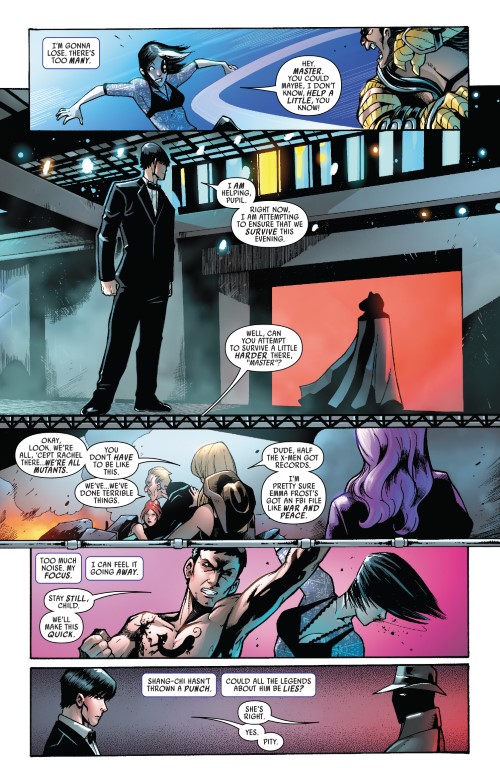 I'M GONNA
LOSE. THERE'S
TOO MANY.
HEY,
MASTER.
YOU COULD
MAYBE, I DON'T
KNOW, HELP A
LITTLE, YOU
KNOW!
I AM
HELPING,
PUPIL.
RIGHT NOW,
I AM ATTEMPTING
TO ENSURE THAT WE
SURVIVE THIS
EVENING.
WELL, CAN
YOU ATTEMPT
TO SURVIVE A LITTLE
HARDER THERE,
"MASTER"?
OKAY,
LOOK, WE'RE
ALL, 'CEPT RACHEL
THERE...WE'RE ALL
MUTANTS.
YOU
DON'T HAVE
TO BE LIKE
THIS.
WE'VE...WE'VE
DONE TERRIBLE
THINGS.
DUDE, HALF
THE X-MEN GOT
RECORDS.
I'M
PRETTY SURE
EMMA FROST'S
GOT AN FBI FILE
LIKE WAR AND
PEACE.
TOO MUCH
NOISE. MY
FOCUS.
I CAN FEEL IT
GOING AWAY.
STAY STILL,
CHILD.
WE'LL MAKE THIS
QUICK.
SHANG-CHI HASN'T
THROWN A PUNCH.
COULD ALL THE LEGENDS
ABOUT HIM BE LIES?
SHE'S
RIGHT.
YES.
PITY.